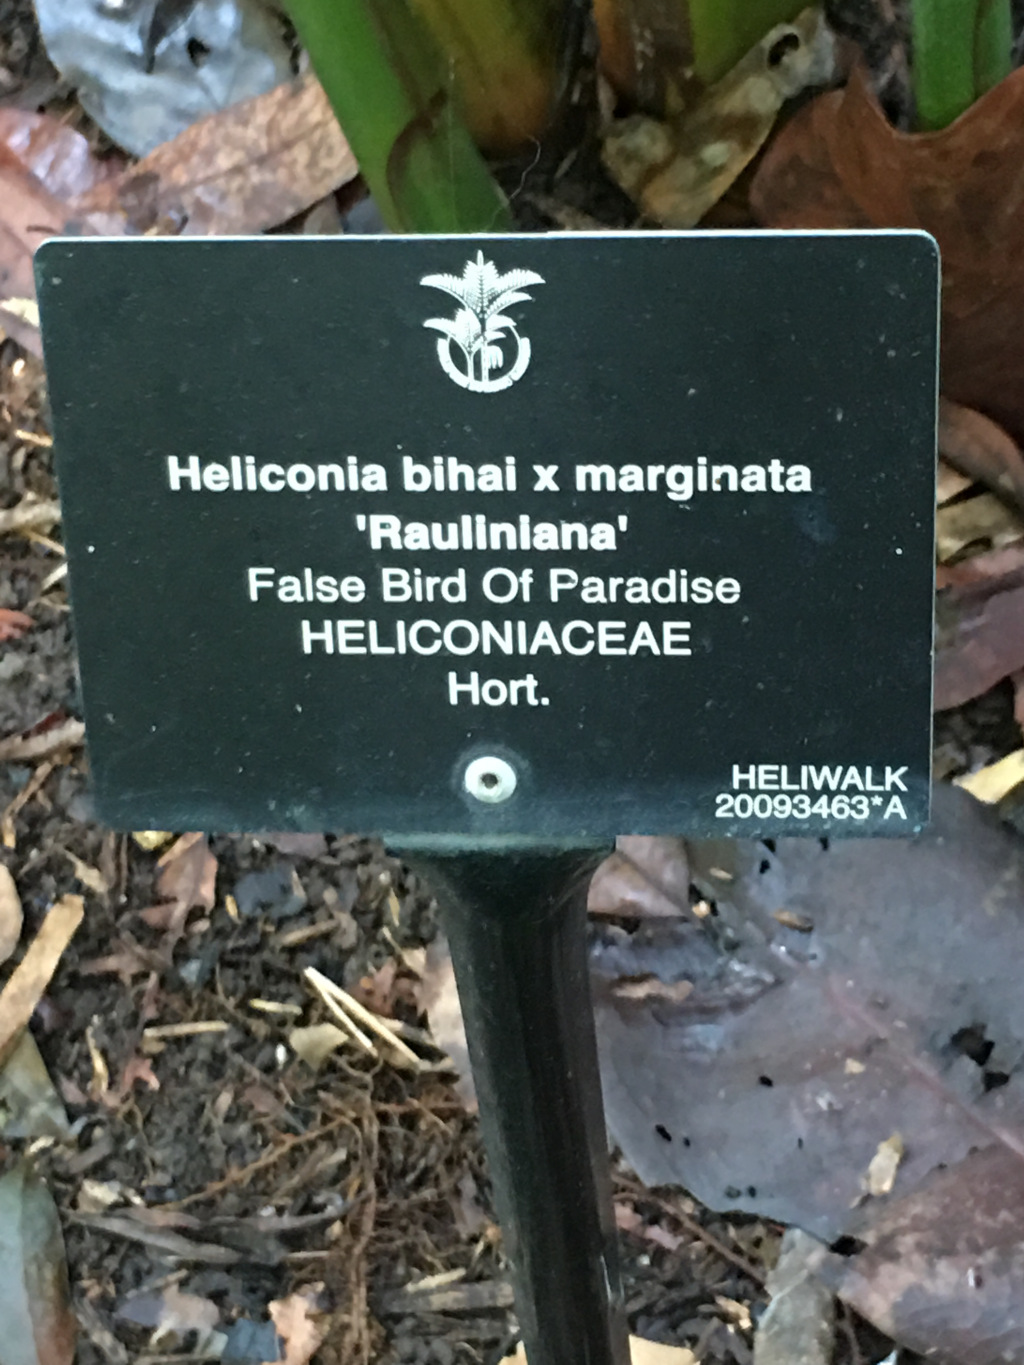 Heliconia bihai x marginata
'Rauliniana'
False Bird Of Paradise
HELICONIACEAE
Hort.
HELIWALK
20093463*A